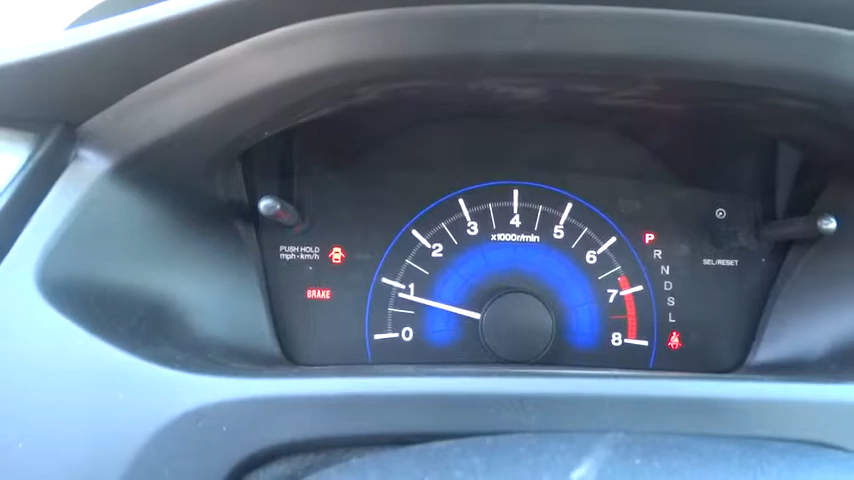 PUSH HOLD
mph-km/h
BRAKE
0
1
2
3
4
5
6
7
8
x1000r/min
P
R
N
D
S
L
SEL/RESET